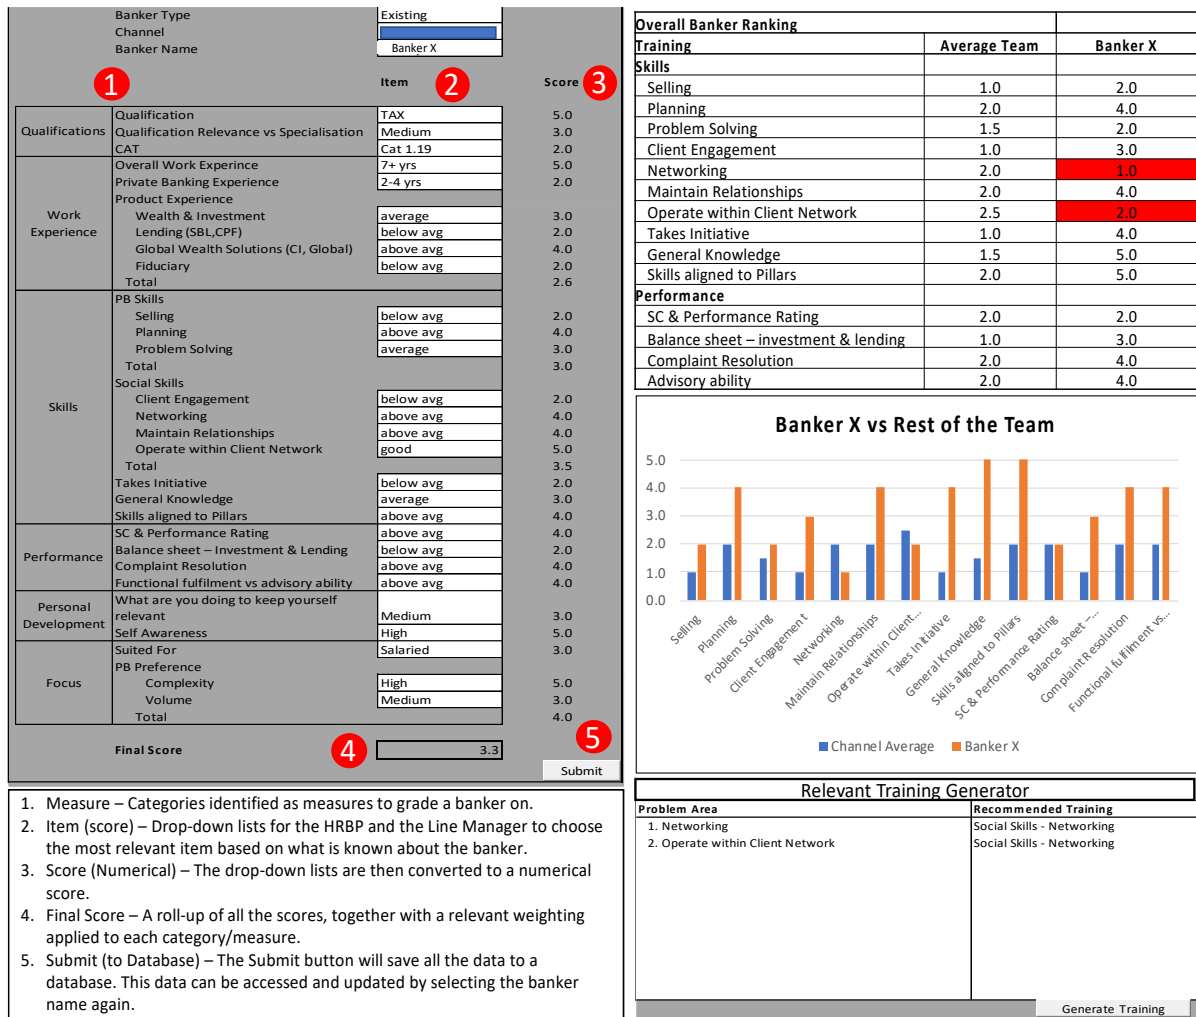 Banker Type Existing
Channel
Banker Name Banker X
1 Item 2 Score 3
Qualifications
Qualification TAX 5.0
Qualification Relevance vs Specialisation Medium 3.0
CAT Cat 1.19 2.0
Work Experience
Overall Work Experince 7+ yrs 5.0
Private Banking Experience 2-4 yrs 2.0
Product Experience
Wealth & Investment average 3.0
Lending (SBL,CPF) below avg 2.0
Global Wealth Solutions (CI, Global) above avg 4.0
Fiduciary below avg 2.0
Total 2.6
Skills
PB Skills
Selling below avg 2.0
Planning above avg 4.0
Problem Solving average 3.0
Total 3.0
Social Skills
Client Engagement below avg 2.0
Networking above avg 4.0
Maintain Relationships above avg 4.0
Operate within Client Network good 5.0
Total 3.5
Takes Initiative below avg 2.0
General Knowledge average 3.0
Skills aligned to Pillars above avg 4.0
Performance
SC & Performance Rating above avg 4.0
Balance sheet – Investment & Lending below avg 2.0
Complaint Resolution above avg 4.0
Functional fulfilment vs advisory ability above avg 4.0
Personal Development
What are you doing to keep yourself
relevant Medium 3.0
Self Awareness High 5.0
Focus
Suited For Salaried 3.0
PB Preference
Complexity High 5.0
Volume Medium 3.0
Total 4.0
Final Score 4 3.3
5
Submit
1. Measure – Categories identified as measures to grade a banker on.
2. Item (score) – Drop-down lists for the HRBP and the Line Manager to choose
the most relevant item based on what is known about the banker.
3. Score (Numerical) – The drop-down lists are then converted to a numerical
score.
4. Final Score – A roll-up of all the scores, together with a relevant weighting
applied to each category/measure.
5. Submit (to Database) – The Submit button will save all the data to a
database. This data can be accessed and updated by selecting the banker
name again.
Overall Banker Ranking
Training Average Team Banker X
Skills
Selling 1.0 2.0
Planning 2.0 4.0
Problem Solving 1.5 2.0
Client Engagement 1.0 3.0
Networking 2.0 1.0
Maintain Relationships 2.0 4.0
Operate within Client Network 2.5 2.0
Takes Initiative 1.0 4.0
General Knowledge 1.5 5.0
Skills aligned to Pillars 2.0 5.0
Performance
SC & Performance Rating 2.0 2.0
Balance sheet – investment & lending 1.0 3.0
Complaint Resolution 2.0 4.0
Advisory ability 2.0 4.0
Banker X vs Rest of the Team
5.0
4.0
3.0
2.0
1.0
0.0
Selling
Planning
Problem Solving
Client Engagement
Networking
Maintain Relationships
Operate within Client…
Takes Initiative
General Knowledge
Skills aligned to Pillars
SC & Performance Rating
Balance sheet –…
Complaint Resolution
Functional fulfilment vs…
Channel Average Banker X
Relevant Training Generator
Problem Area Recommended Training
1. Networking Social Skills - Networking
2. Operate within Client Network Social Skills - Networking
Generate Training